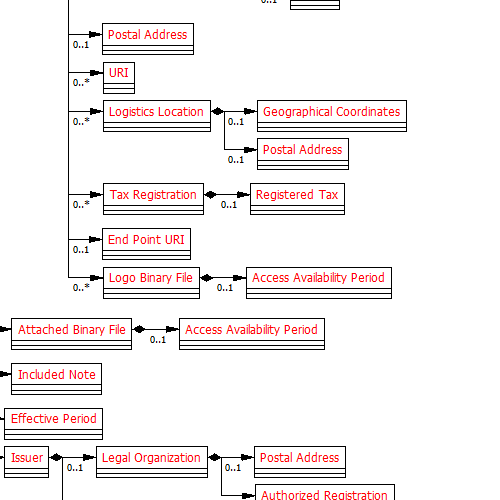 0..1
Postal Address
0..1
URI
0..*
Logistics Location
0..1
Geographical Coordinates
0..*
0..1
Postal Address
Tax Registration
0..1
Registered Tax
0..*
End Point URI
0..1
Logo Binary File
0..1
Access Availability Period
0..*
Attached Binary File
0..1
Access Availability Period
Included Note
Effective Period
Issuer
0..1
Legal Organization
0..1
Postal Address
Authorized Registration